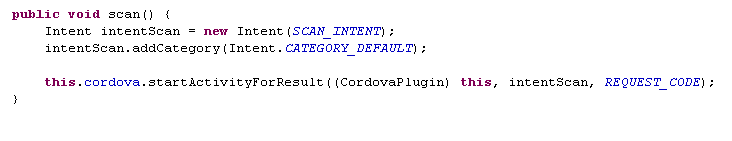 public void scan() {
    Intent intentScan = new Intent(SCAN_INTENT);
    intentScan.addCategory(Intent.CATEGORY_DEFAULT);

    this.cordova.startActivityForResult((CordovaPlugin) this, intentScan, REQUEST_CODE);
}